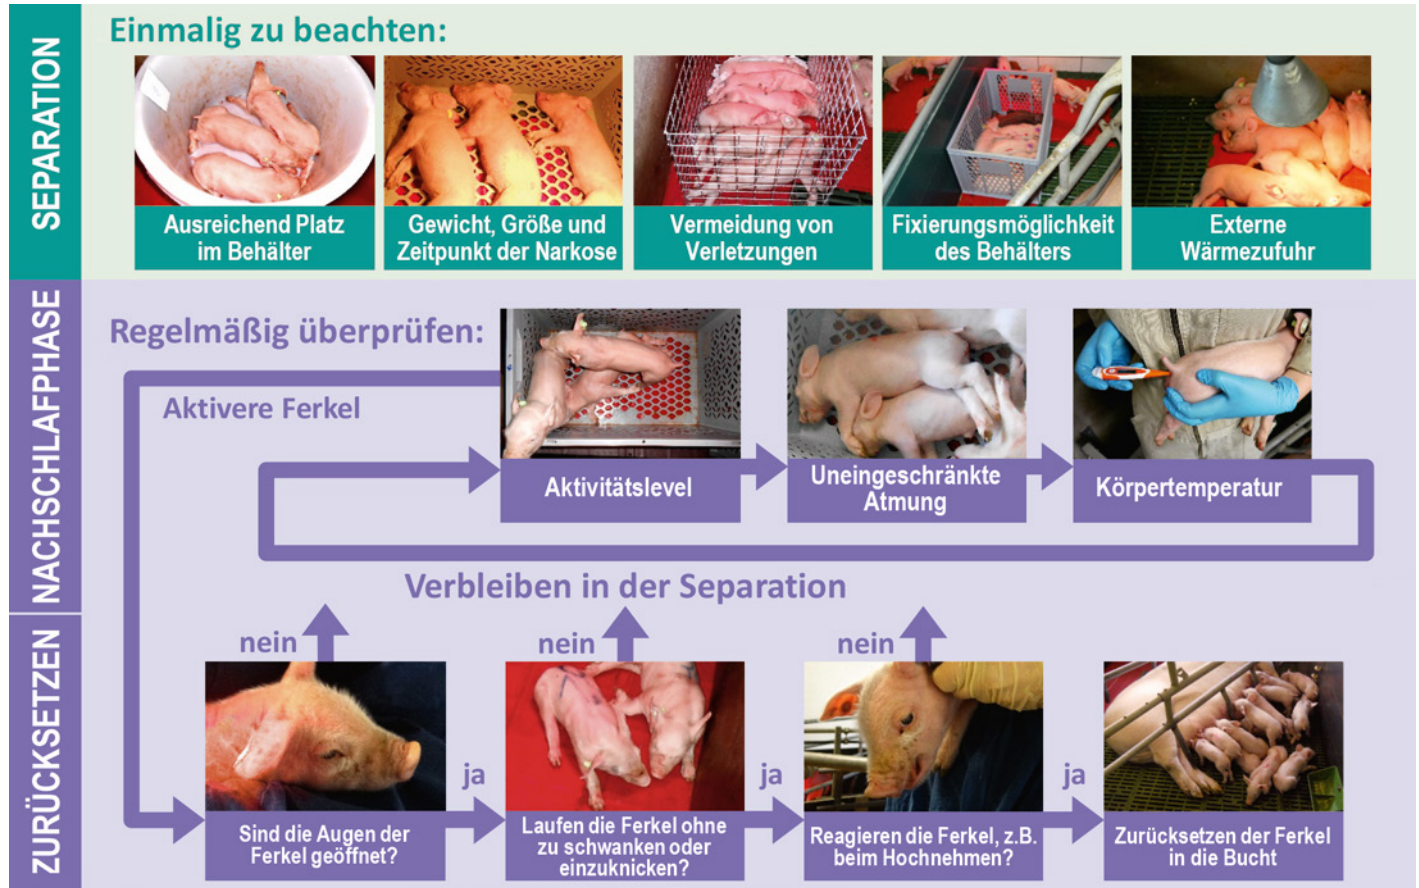 SEPARATION
Einmalig zu beachten:
Ausreichend Platz
im Behälter
Gewicht, Größe und
Zeitpunkt der Narkose
Vermeidung von
Verletzungen
Fixierungsmöglichkeit
des Behälters
Externe
Wärmezufuhr
NACHSCHLAFPHASE
Regelmäßig überprüfen:
Aktivere Ferkel
Aktivitätslevel
Uneingeschränkte
Atmung
Körpertemperatur
Verbleiben in der Separation
ZURÜCKSETZEN
nein
nein
nein
Sind die Augen der
Ferkel geöffnet?
ja
Laufen die Ferkel ohne
zu schwanken oder
einzuknicken?
ja
Reagieren die Ferkel, z.B.
beim Hochnehmen?
ja
Zurücksetzen der Ferkel
in die Bucht